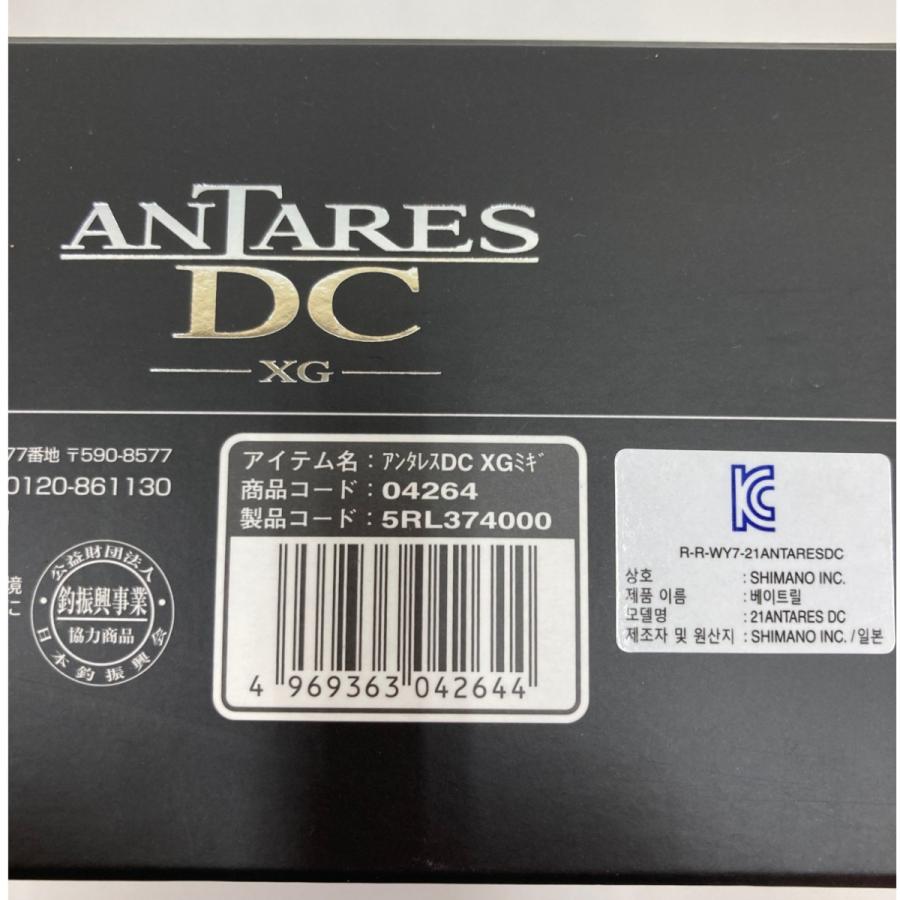 ANTARES
DC
XG
77番地 〒590-8577
0120-861130
境
に
公益財団法人
釣振興事業
協力商品
日本釣振興会
アイテム名：ｱﾝﾀﾚｽDC XGﾐｷﾞ
商品コード：04264
製品コード：5RL374000
4 969363 042644
KC
R-R-WY7-21ANTARESDC
상호 : SHIMANO INC.
제품 이름 : 베이트릴
모델명 : 21ANTARES DC
제조자 및 원산지 : SHIMANO INC. / 일본